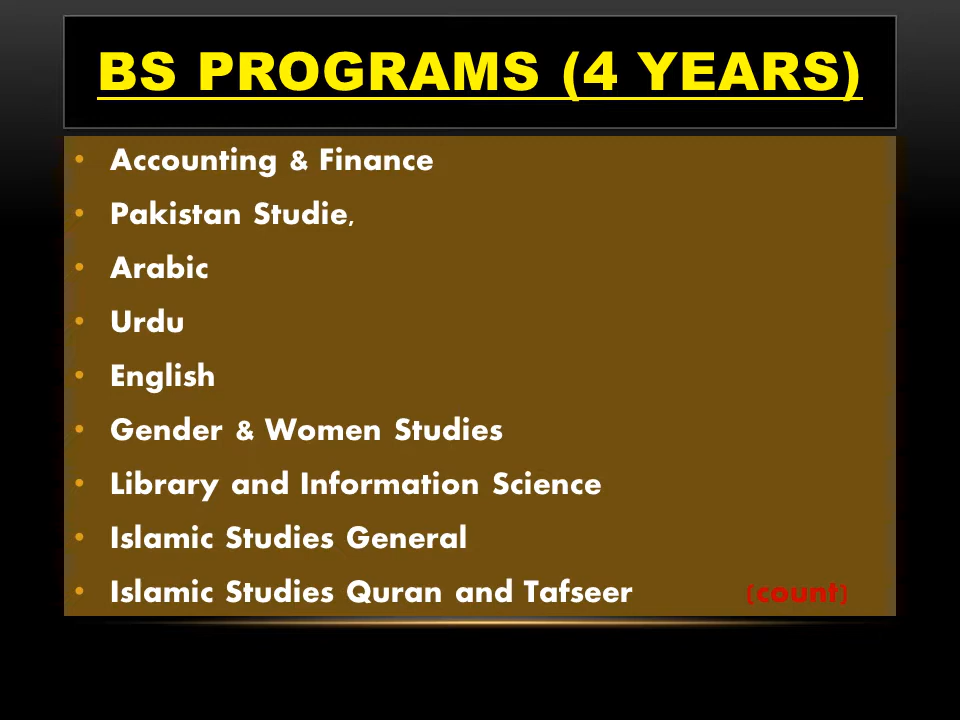 BS PROGRAMS (4 YEARS)
• Accounting & Finance
• Pakistan Studie,
• Arabic
• Urdu
• English
• Gender & Women Studies
• Library and Information Science
• Islamic Studies General
• Islamic Studies Quran and Tafseer (count)